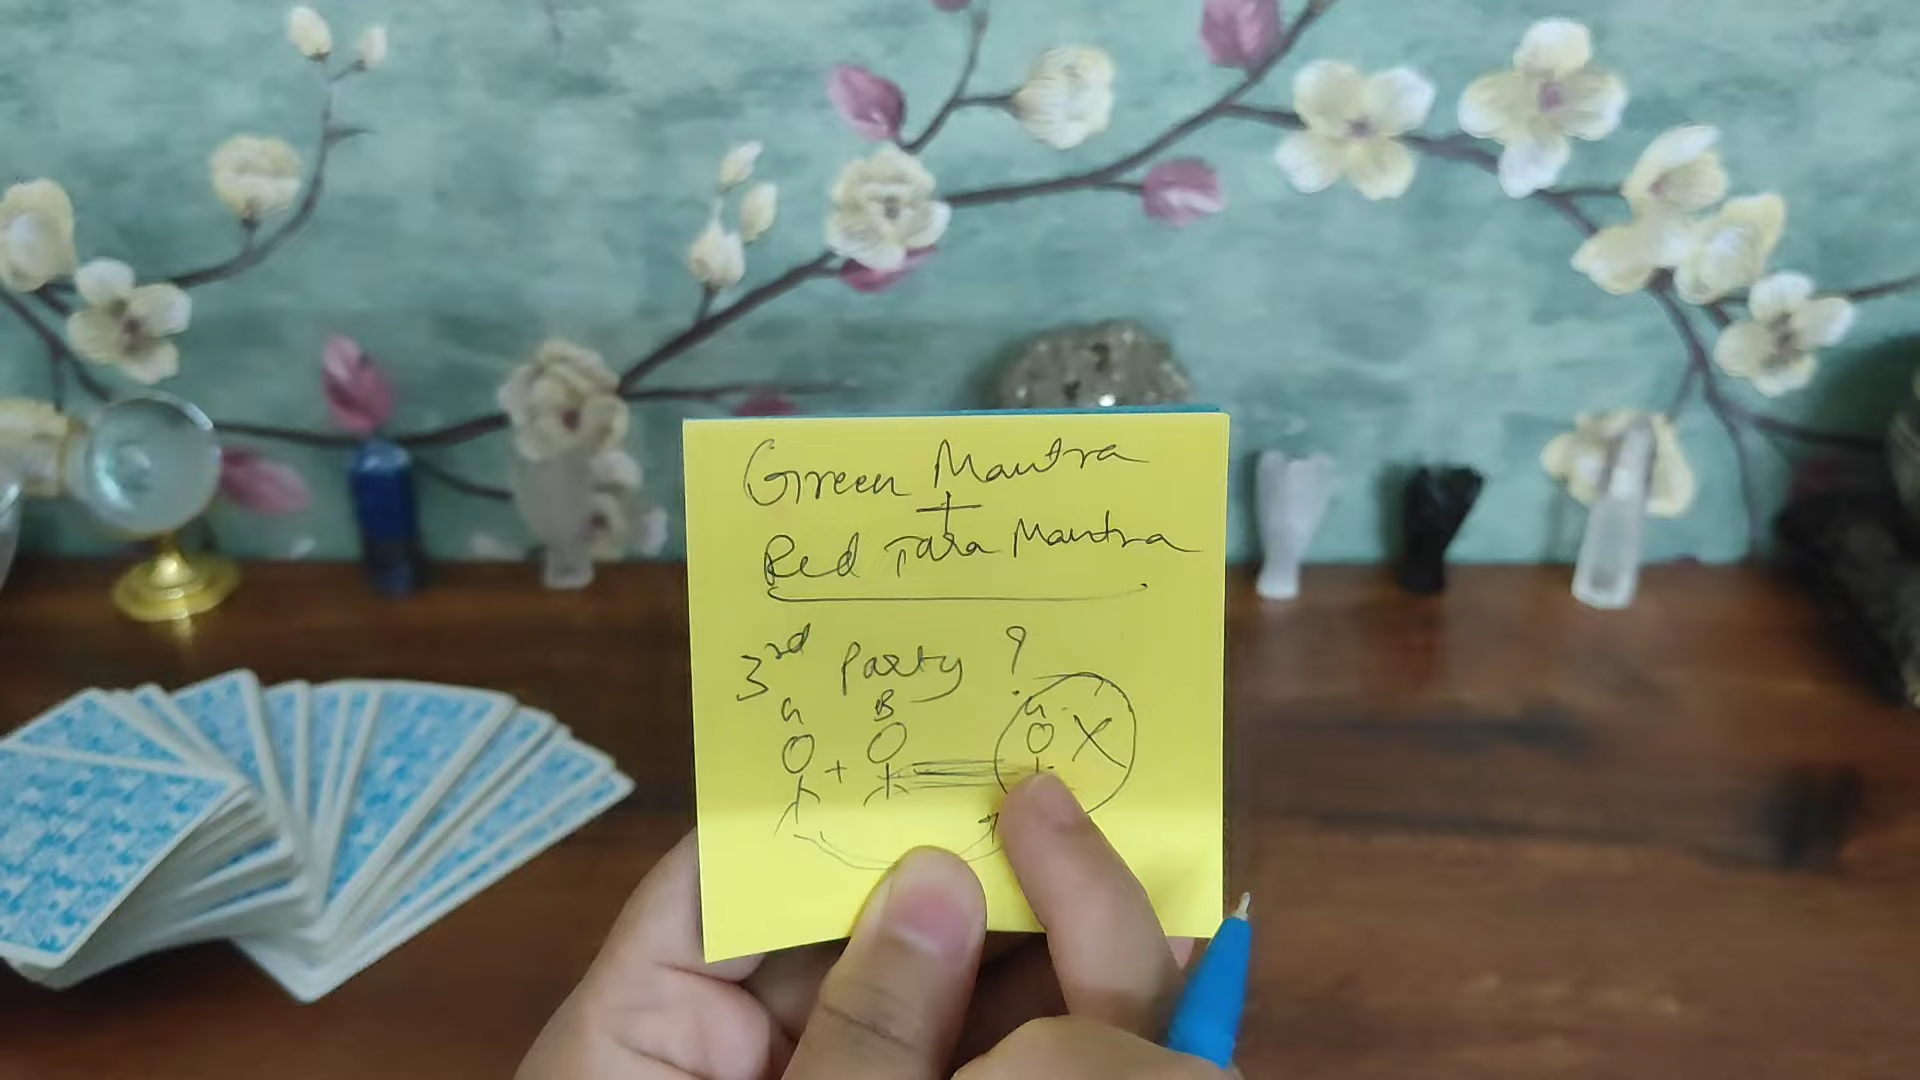 Green Mantra
+
Red Tara Mantra
3rd Party ?
G B G
+ X